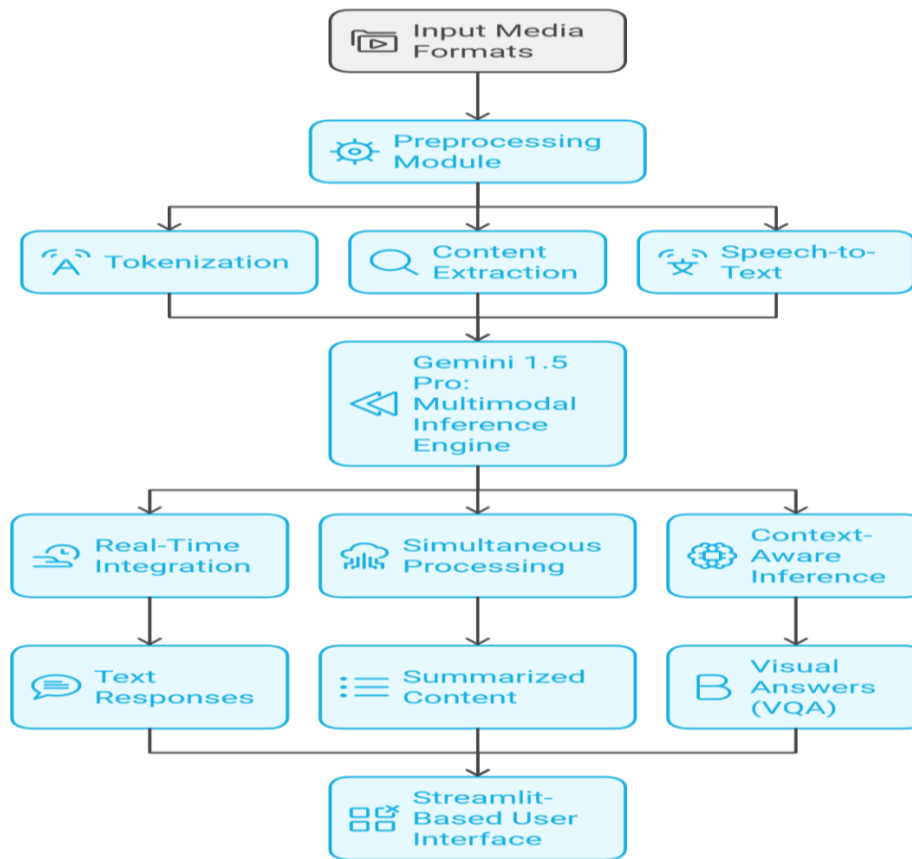 Input Media
Formats
Preprocessing
Module
Tokenization
Content
Extraction
Speech-to-
Text
Gemini 1.5
Pro:
Multimodal
Inference
Engine
Real-Time
Integration
Simultaneous
Processing
Context-
Aware
Inference
Text
Responses
Summarized
Content
Visual
Answers
(VQA)
Streamlit-
Based User
Interface